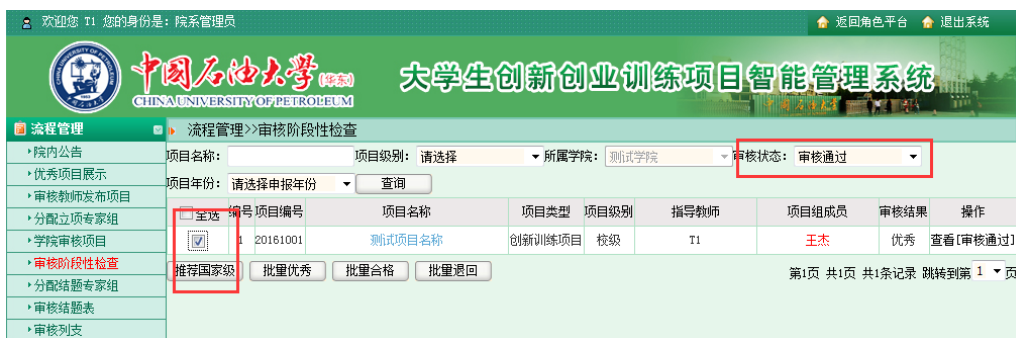 欢迎您 T1 您的身份是：院系管理员 返回角色平台 退出系统
中国石油大学(华东) 大学生创新创业训练项目智能管理系统
CHINA UNIVERSITY OF PETROLEUM
流程管理 流程管理>>审核阶段性检查
院内公告 项目名称： 项目级别：请选择 所属学院：测试学院 审核状态：审核通过
优秀项目展示 项目年份：请选择申报年份 查询
审核教师发布项目
分配立项专家组 全选 编号 项目编号 项目名称 项目类型 项目级别 指导教师 项目组成员 审核结果 操作
学院审核项目 1 20161001 测试项目名称 创新训练项目 校级 T1 王杰 优秀 查看[审核通过]
审核阶段性检查 推荐国家级 批量优秀 批量合格 批量退回 第1页 共1页 共1条记录 跳转到第 1 页
分配结题专家组
审核结题表
审核列支